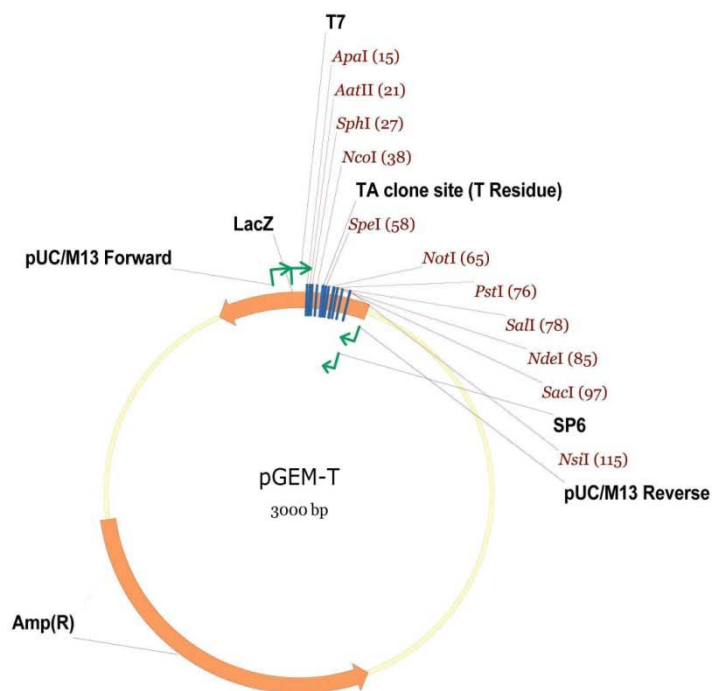 T7
ApaI (15)
AatII (21)
SphI (27)
NcoI (38)
TA clone site (T Residue)
LacZ
SpeI (58)
pUC/M13 Forward
NotI (65)
PstI (76)
SalI (78)
NdeI (85)
SacI (97)
SP6
NsiI (115)
pUC/M13 Reverse
pGEM-T
3000 bp
Amp(R)